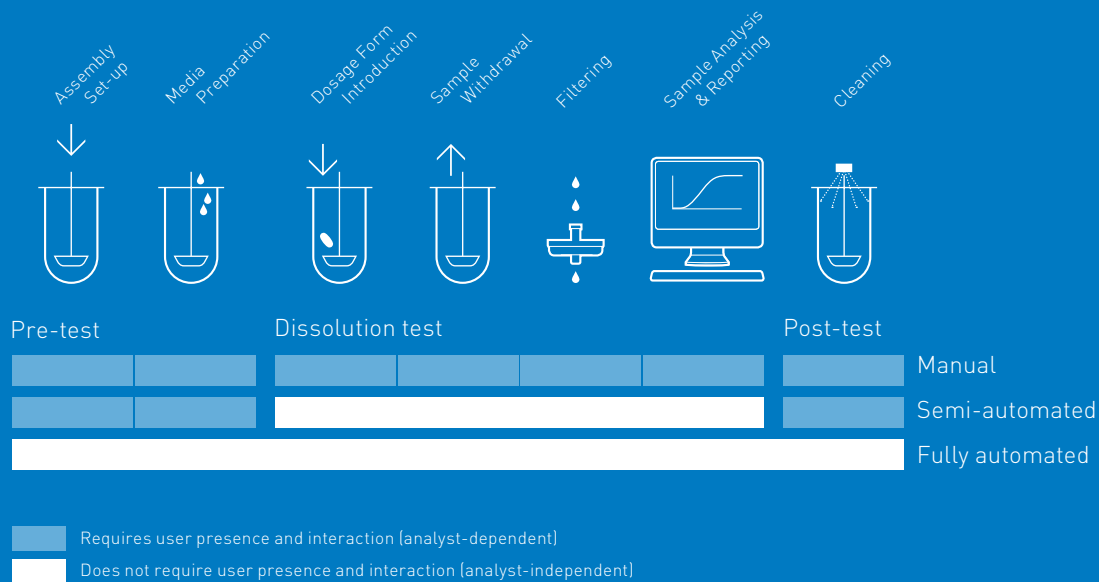 Assembly
Set-up
Media
Preparation
Dosage Form
Introduction
Sample
Withdrawal
Filtering
Sample Analysis
& Reporting
Cleaning
Pre-test
Dissolution test
Post-test
Manual
Semi-automated
Fully automated
Requires user presence and interaction (analyst-dependent)
Does not require user presence and interaction (analyst-independent)